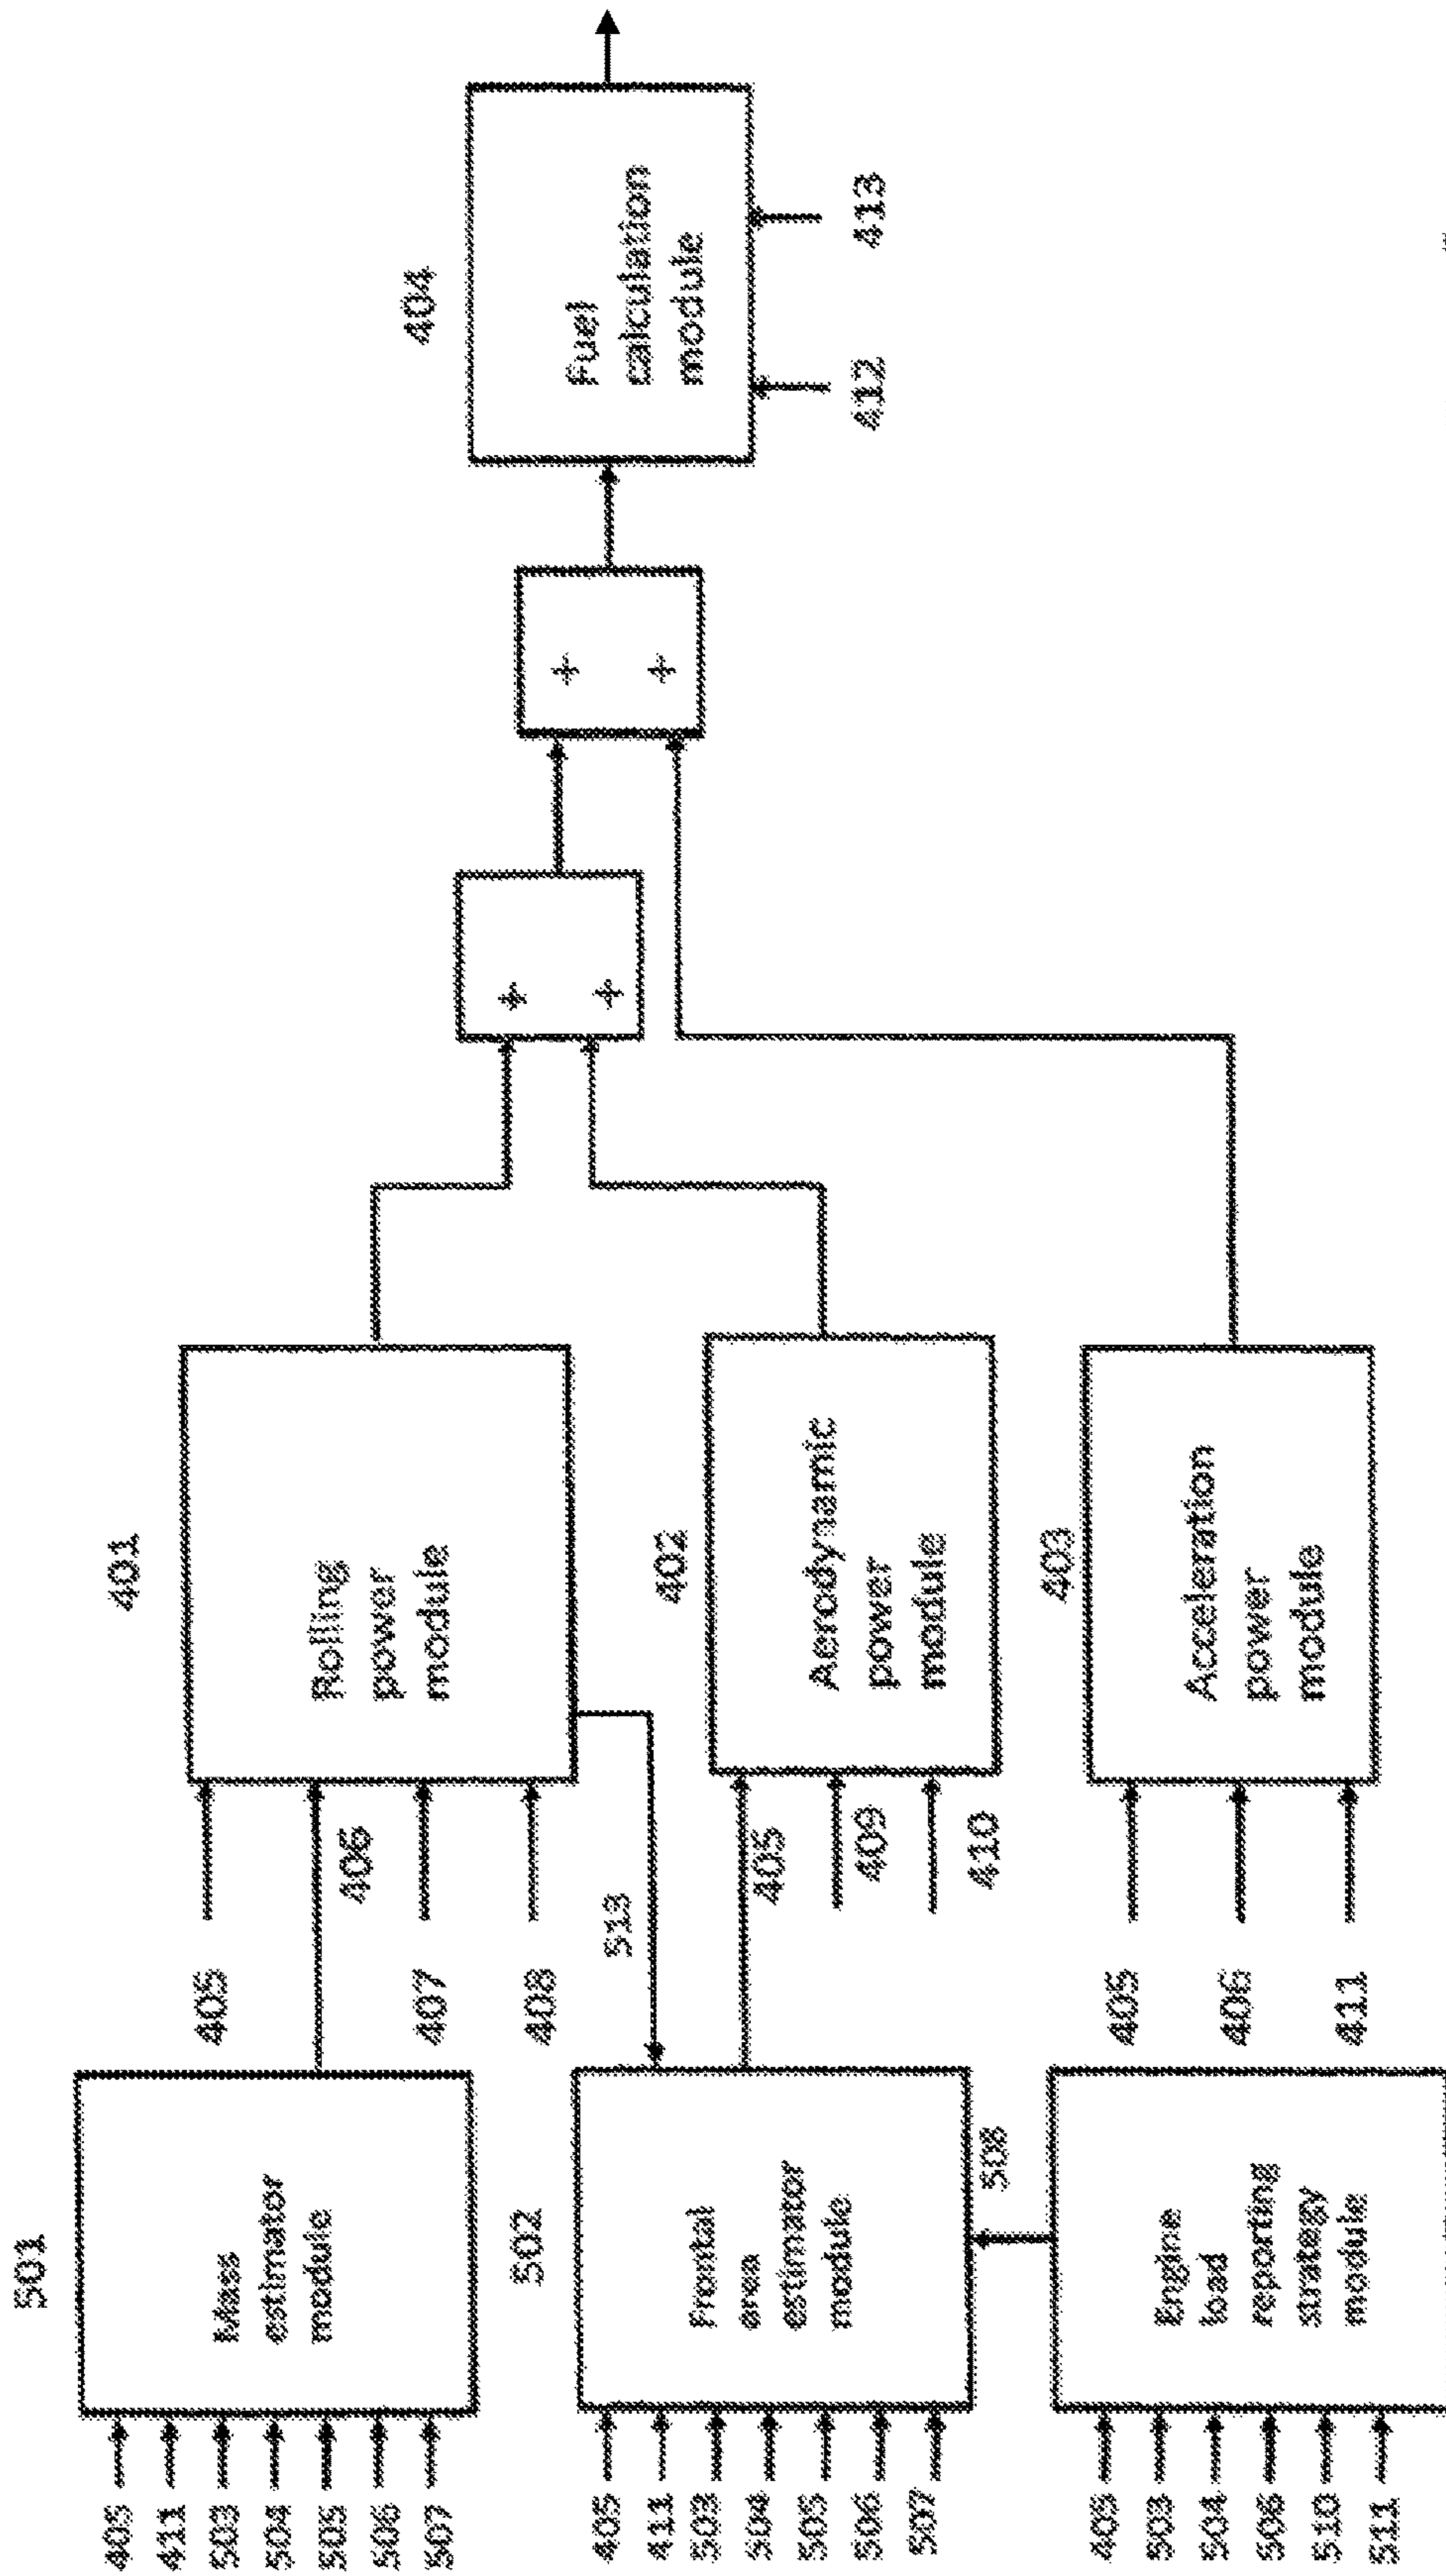 501
Mass
estimator
module
405
411
503
504
505
506
507
502
Frontal
area
estimator
module
405
411
503
504
505
506
507
508
Engine
load
reporting
strategy
module
405
503
504
506
510
511
401
Rolling
power
module
405
406
407
408
513
402
Aerodynamic
power
module
405
409
410
403
Acceleration
power
module
405
406
411
+
+
+
+
404
Fuel
calculation
module
412
413